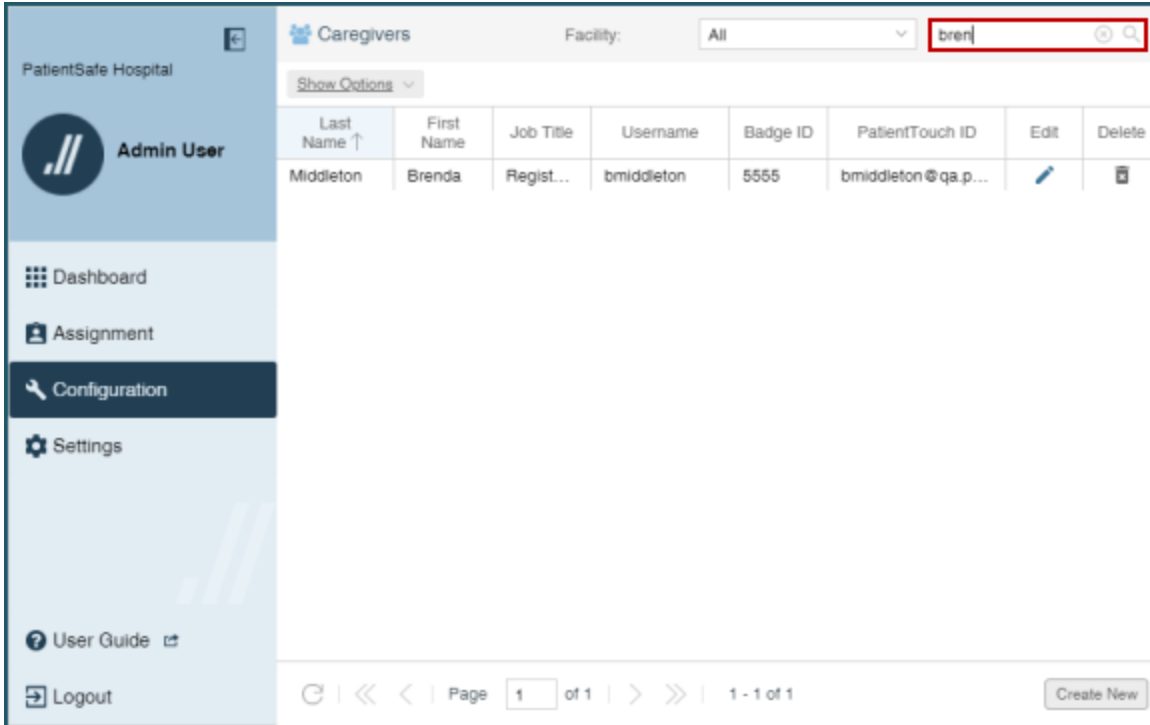 PatientSafe Hospital
Admin User
Dashboard
Assignment
Configuration
Settings
User Guide
Logout
Caregivers Facility: All bren
Show Options
Last Name First Name Job Title Username Badge ID PatientTouch ID Edit Delete
Middleton Brenda Regist... bmiddleton 5555 bmiddleton@qa.p...
Page 1 of 1 1 - 1 of 1 Create New